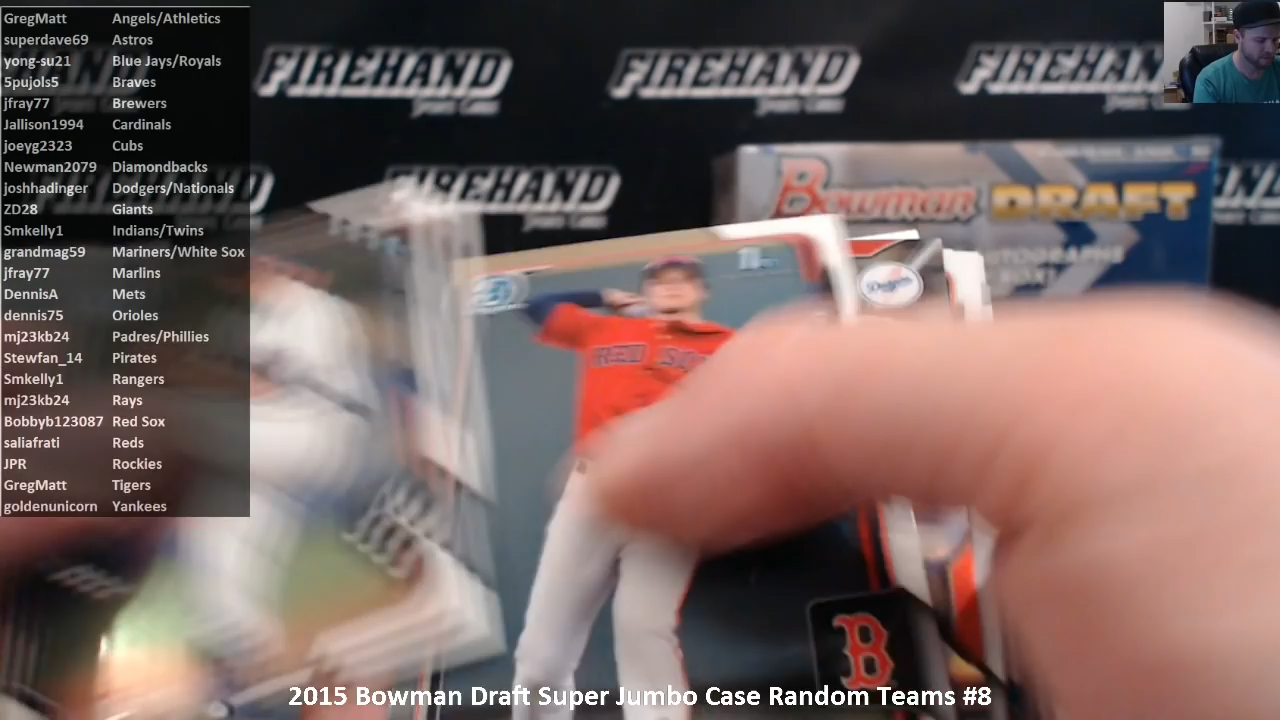 GregMatt Angels/Athletics
superdave69 Astros
yong-su21 Blue Jays/Royals
5pujols5 Braves
jfray77 Brewers
Jallison1994 Cardinals
joeyg2323 Cubs
Newman2079 Diamondbacks
joshhadinger Dodgers/Nationals
ZD28 Giants
Smkelly1 Indians/Twins
grandmag59 Mariners/White Sox
jfray77 Marlins
DennisA Mets
dennis75 Orioles
mj23kb24 Padres/Phillies
Stewfan_14 Pirates
Smkelly1 Rangers
mj23kb24 Rays
Bobbyb123087 Red Sox
saliafrati Reds
JPR Rockies
GregMatt Tigers
goldenunicorn Yankees
FIREHAND FIREHAND FIREHAND
FIREHAND
Bowman DRAFT
Dodgers
RED SOX
B
2015 Bowman Draft Super Jumbo Case Random Teams #8